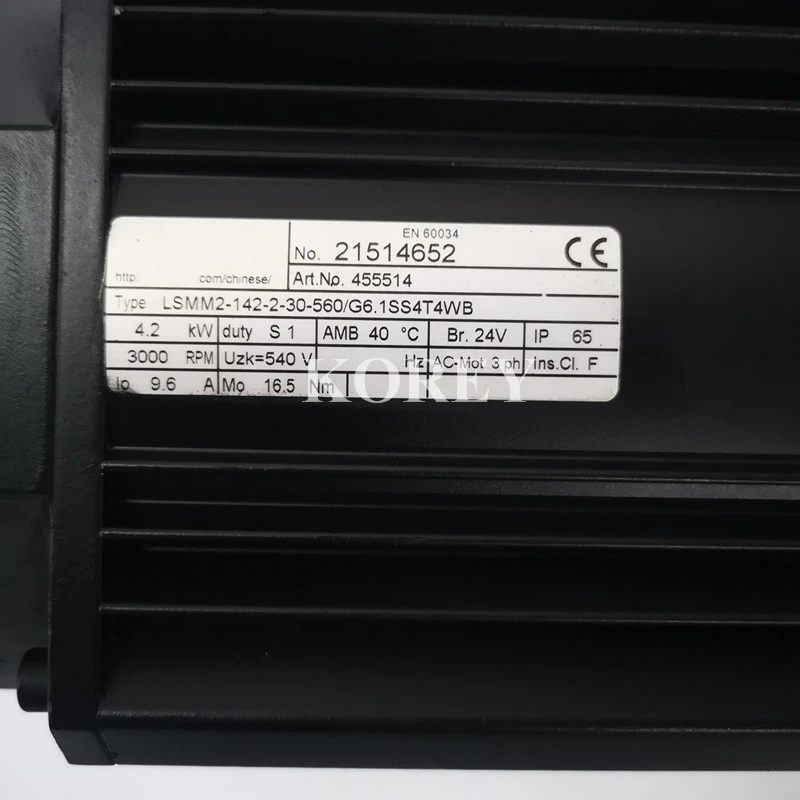 EN 60034
No. 21514652 CE
http: .com/chinese/ Art.No. 455514
Type LSMM2-142-2-30-560/G6.1SS4T4WB
4.2 kW duty S 1 AMB 40 °C Br. 24V IP 65
3000 RPM Uzk=540 V Hz AC-Mot 3 ph ins.Cl. F
Io 9.6 A Mo 16.5 Nm
KOREY